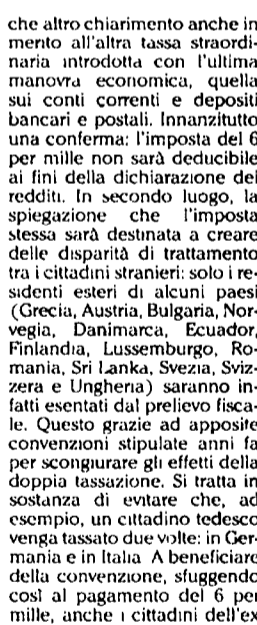 che altro chiarimento anche in
merito all'altra tassa straordi-
naria introdotta con l'ultima
manovra economica, quella
sui conti correnti e depositi
bancari e postali. Innanzitutto
una conferma: l'imposta del 6
per mille non sarà deducibile
ai fini della dichiarazione dei
redditi. In secondo luogo, la
spiegazione che l'imposta
stessa sarà destinata a creare
delle disparità di trattamento
tra i cittadini stranieri: solo i re-
sidenti esteri di alcuni paesi
(Grecia, Austria, Bulgaria, Nor-
vegia, Danimarca, Ecuador,
Finlandia, Lussemburgo, Ro-
mania, Sri Lanka, Svezia, Sviz-
zera e Ungheria) saranno in-
fatti esentati dal prelievo fisca-
le. Questo grazie ad apposite
convenzioni stipulate anni fa
per scongiurare gli effetti della
doppia tassazione. Si tratta in
sostanza di evitare che, ad
esempio, un cittadino tedesco
venga tassato due volte: in Ger-
mania e in Italia A beneficiare
della convenzione, sfuggendo
così al pagamento del 6 per
mille, anche i cittadini dell'ex